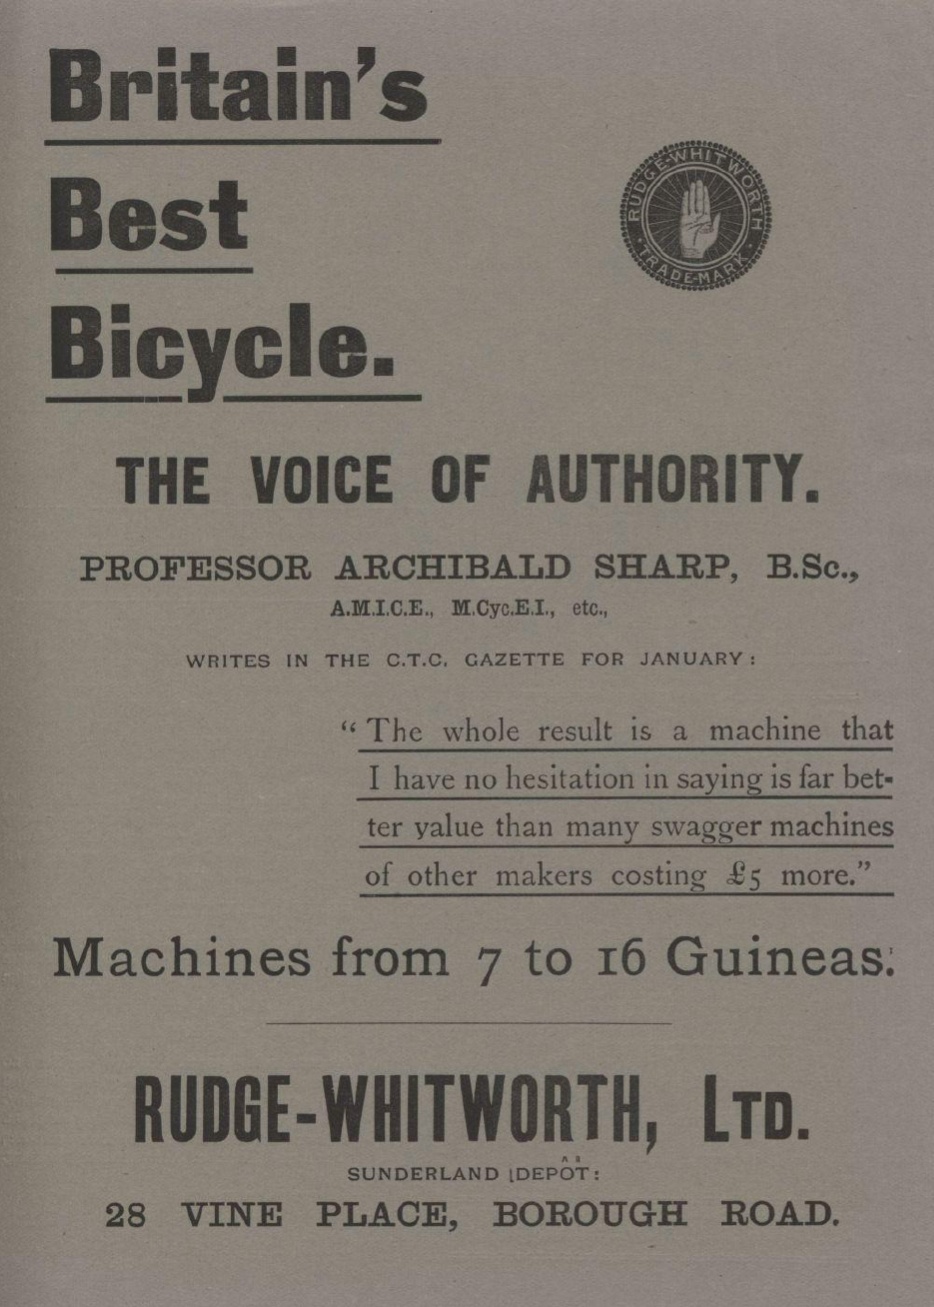 Britain's
Best
RUDGE-WHITWORTH
· TRADE-MARK ·
Bicycle.
THE VOICE OF AUTHORITY.
PROFESSOR ARCHIBALD SHARP, B.Sc.,
A.M.I.C.E., M.Cyc.E.I., etc.,
WRITES IN THE C.T.C. GAZETTE FOR JANUARY:
“The whole result is a machine that
I have no hesitation in saying is far bet-
ter value than many swagger machines
of other makers costing £5 more.”
Machines from 7 to 16 Guineas.
RUDGE-WHITWORTH, LTD.
SUNDERLAND DEPÔT:
28 VINE PLACE, BOROUGH ROAD.